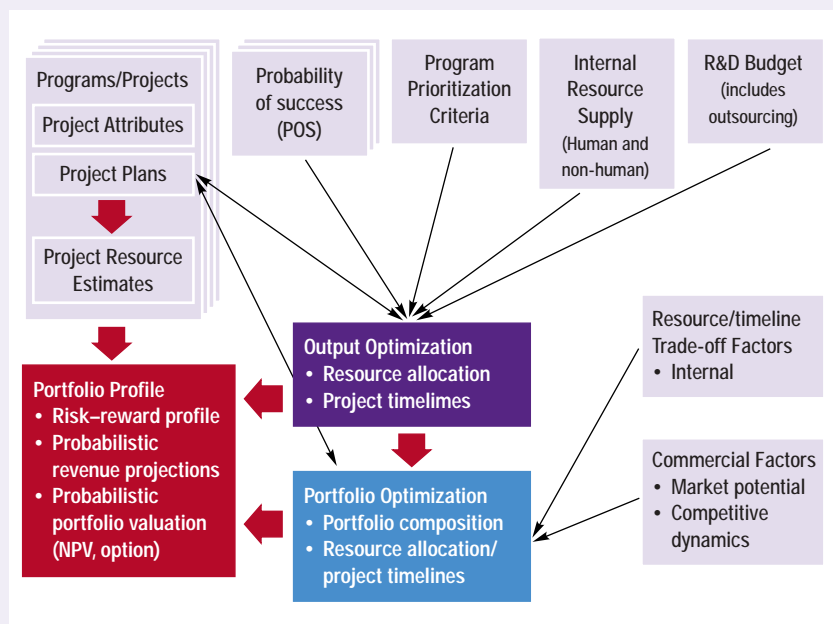 Programs/Projects
Project Attributes
Project Plans
Project Resource
Estimates
Probability
of success
(POS)
Program
Prioritization
Criteria
Internal
Resource
Supply
(Human and
non-human)
R&D Budget
(includes
outsourcing)
Output Optimization
• Resource allocation
• Project timelimes
Resource/timeline
Trade-off Factors
• Internal
Portfolio Profile
• Risk–reward profile
• Probabilistic
revenue projections
• Probabilistic
portfolio valuation
(NPV, option)
Portfolio Optimization
• Portfolio composition
• Resource allocation/
project timelines
Commercial Factors
• Market potential
• Competitive
dynamics